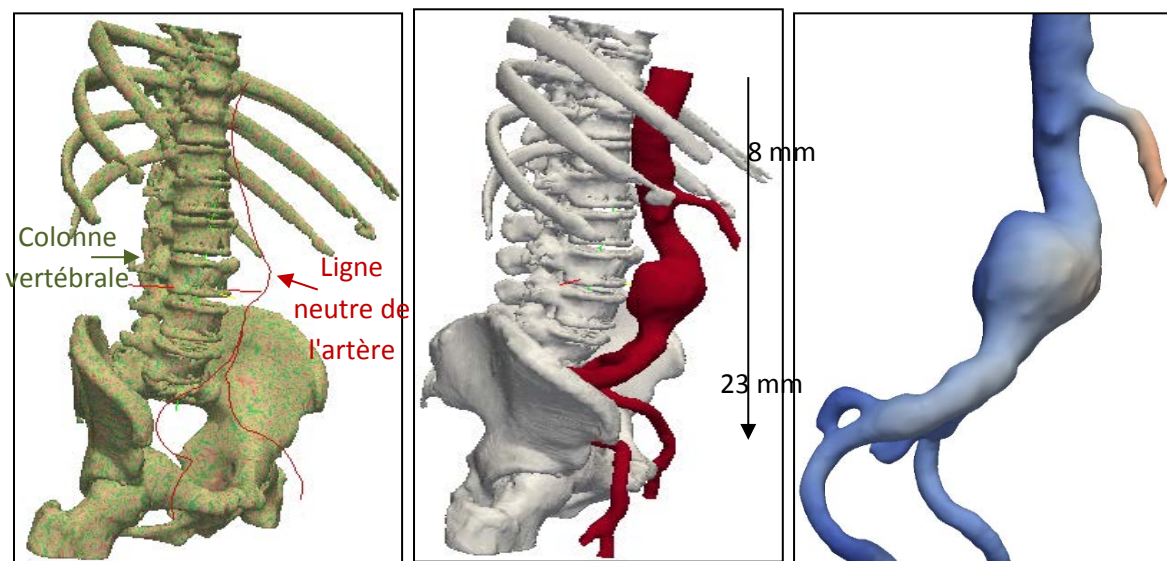 Colonne
vertébrale
Ligne
neutre de
l'artère
8 mm
23 mm